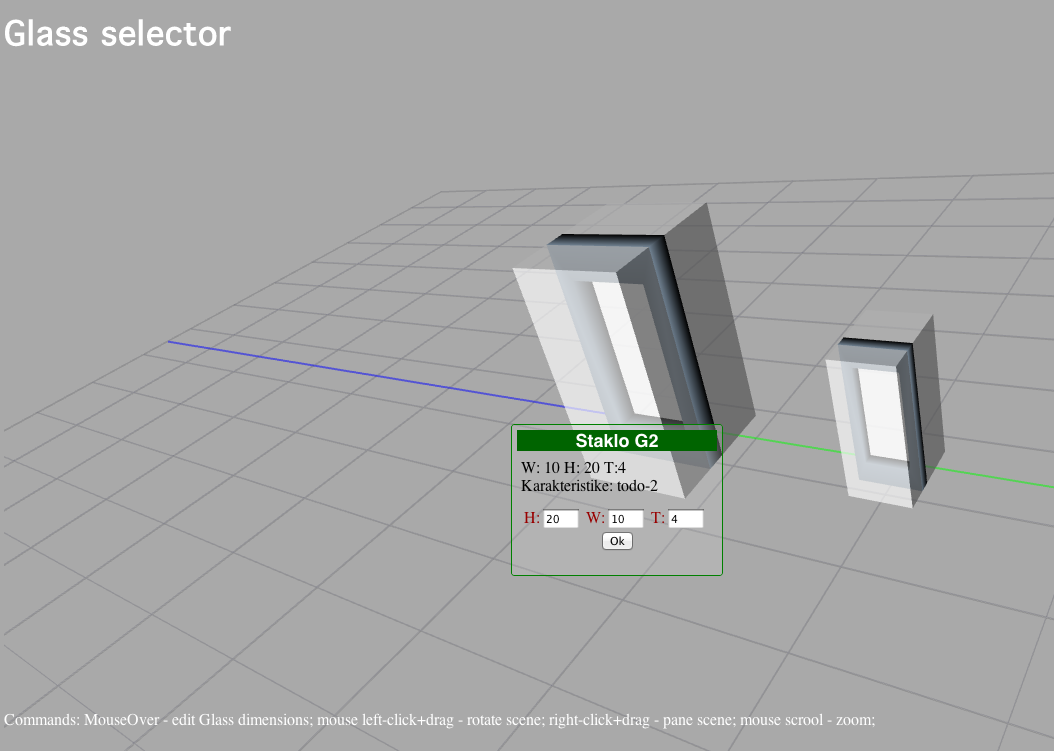 Glass selector
Staklo G2
W: 10 H: 20 T:4
Karakteristike: todo-2
H: 20 W: 10 T: 4
Ok
Commands: MouseOver - edit Glass dimensions; mouse left-click+drag - rotate scene; right-click+drag - pane scene; mouse scrool - zoom;